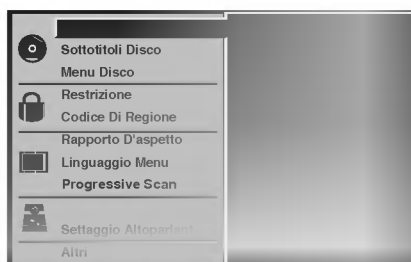 Sottotitoli Disco
Menu Disco
Restrizione
Codice Di Regione
Rapporto D'aspetto
Linguaggio Menu
Progressive Scan
Settaggio Altoparlant
Altri